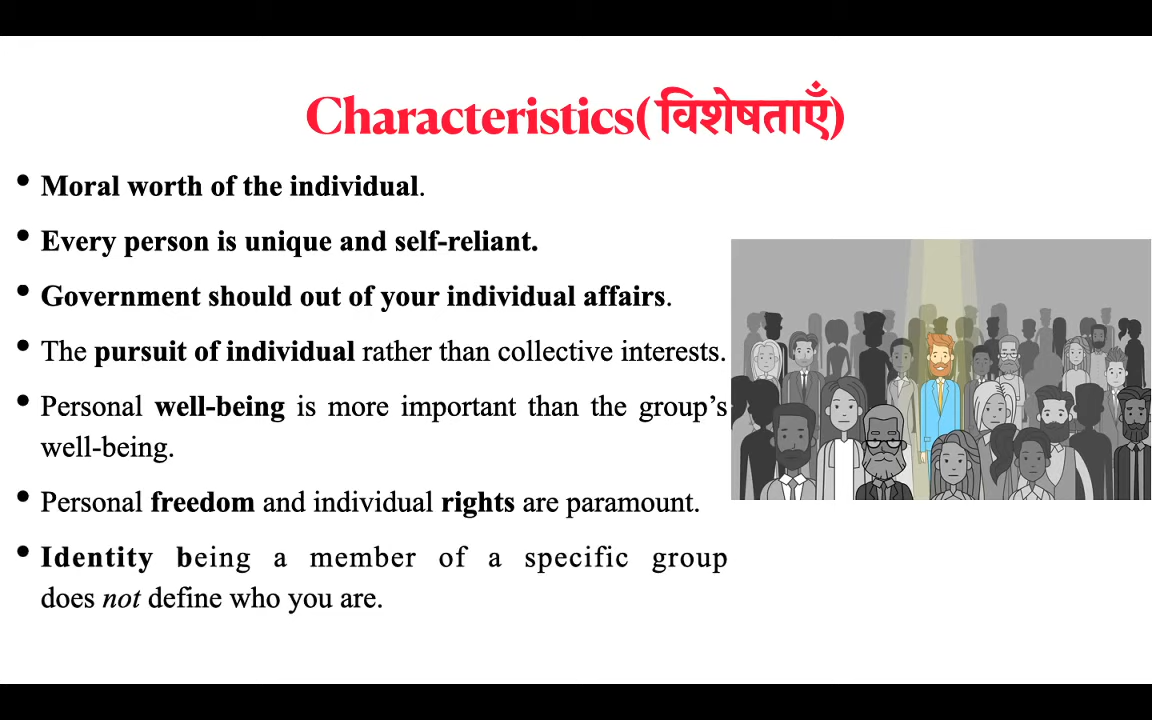 Characteristics(विशेषताएँ)
• Moral worth of the individual.
• Every person is unique and self-reliant.
• Government should out of your individual affairs.
• The pursuit of individual rather than collective interests.
• Personal well-being is more important than the group’s
well-being.
• Personal freedom and individual rights are paramount.
• Identity being a member of a specific group
does not define who you are.